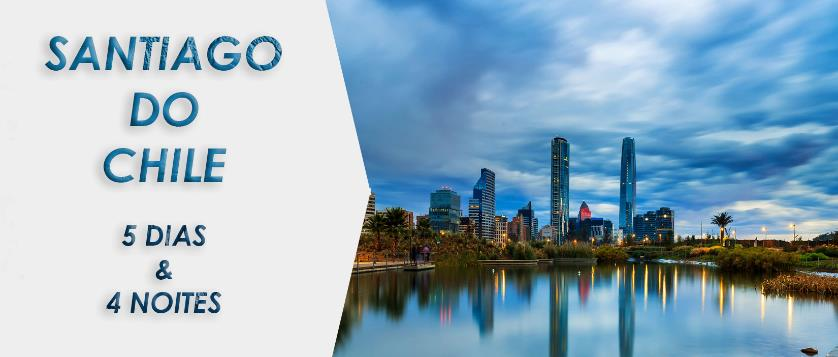 SANTIAGO
DO
CHILE
5 DIAS
&
4 NOITES